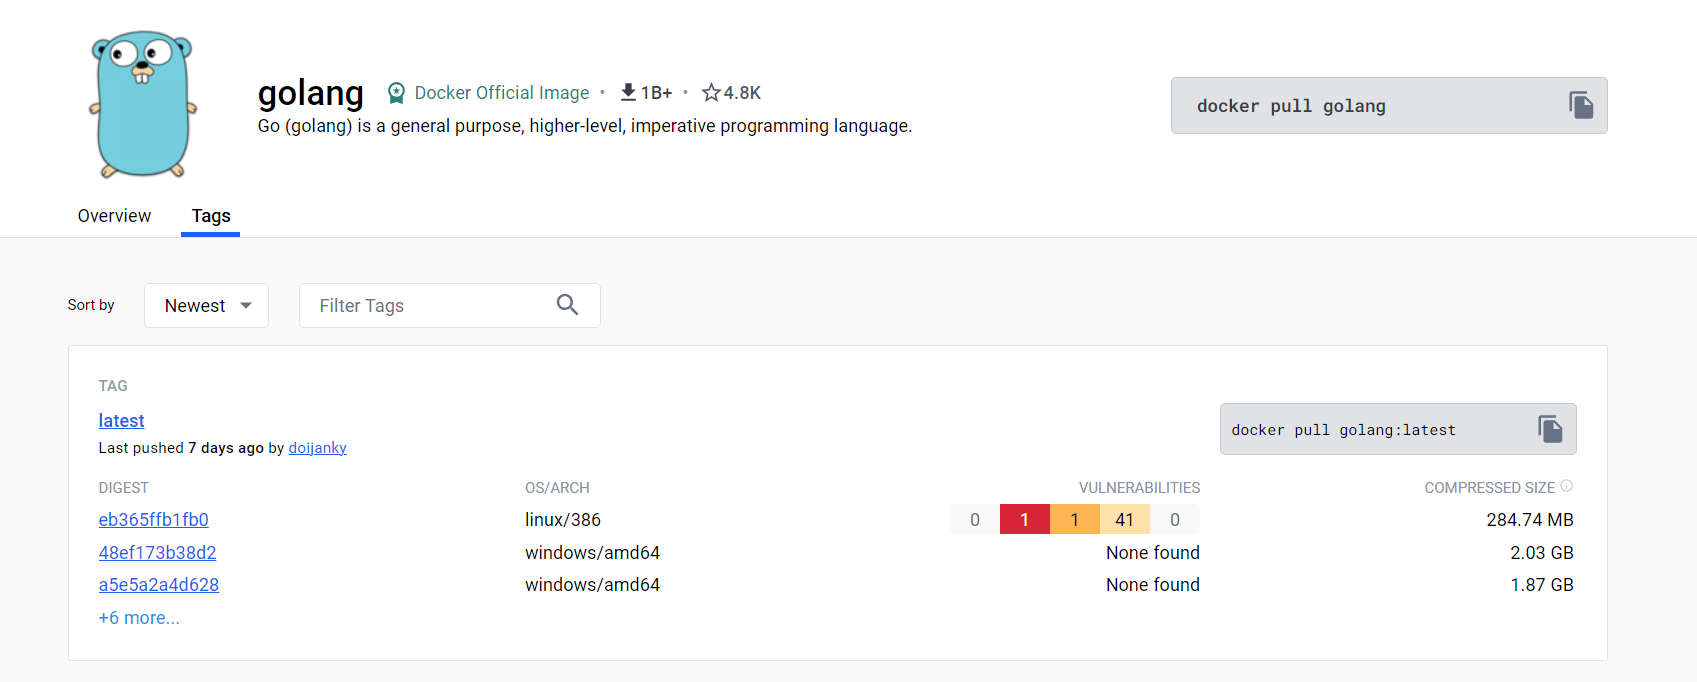 golang Docker Official Image • 1B+ • 4.8K
Go (golang) is a general purpose, higher-level, imperative programming language.
docker pull golang
Overview Tags
Sort by Newest Filter Tags
TAG
latest
Last pushed 7 days ago by doijanky
docker pull golang:latest
DIGEST OS/ARCH VULNERABILITIES COMPRESSED SIZE
eb365ffb1fb0 linux/386 0 1 1 41 0 284.74 MB
48ef173b38d2 windows/amd64 None found 2.03 GB
a5e5a2a4d628 windows/amd64 None found 1.87 GB
+6 more...